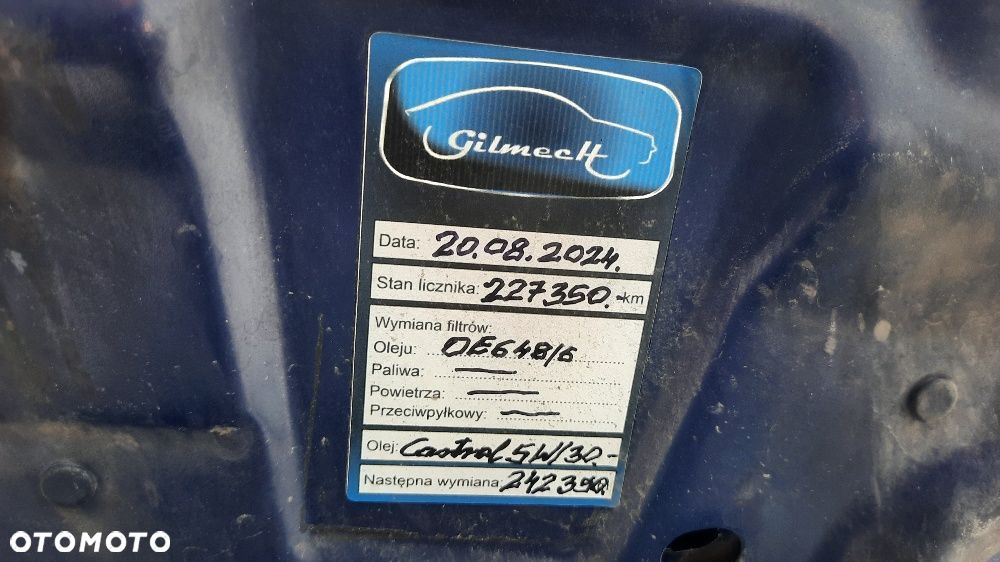 GilmecH
Data: 20.08.2024.
Stan licznika: 227350.- km
Wymiana filtrów:
Oleju: OE648/6
Paliwa: —
Powietrza: —
Przeciwpyłkowy: —
Olej: Castrol 5W/30.-
Następna wymiana:
OTOMOTO